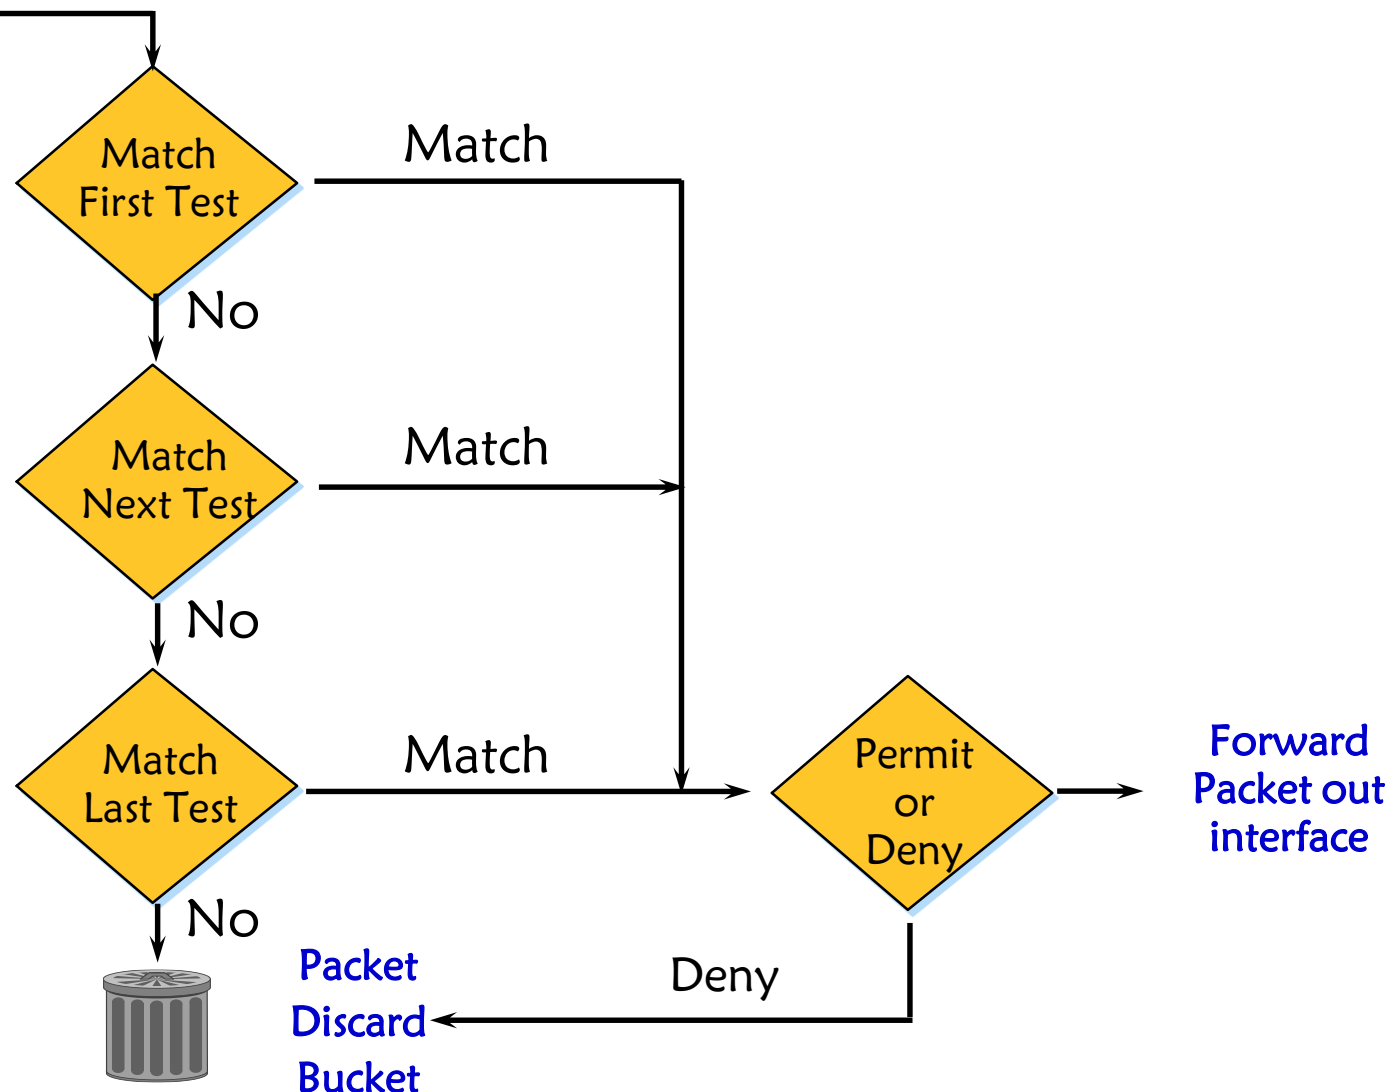 Match
First Test
Match
No
Match
Next Test
Match
No
Match
Last Test
Match
Permit
or
Deny
Forward
Packet out
interface
No
Packet
Discard
Bucket
Deny